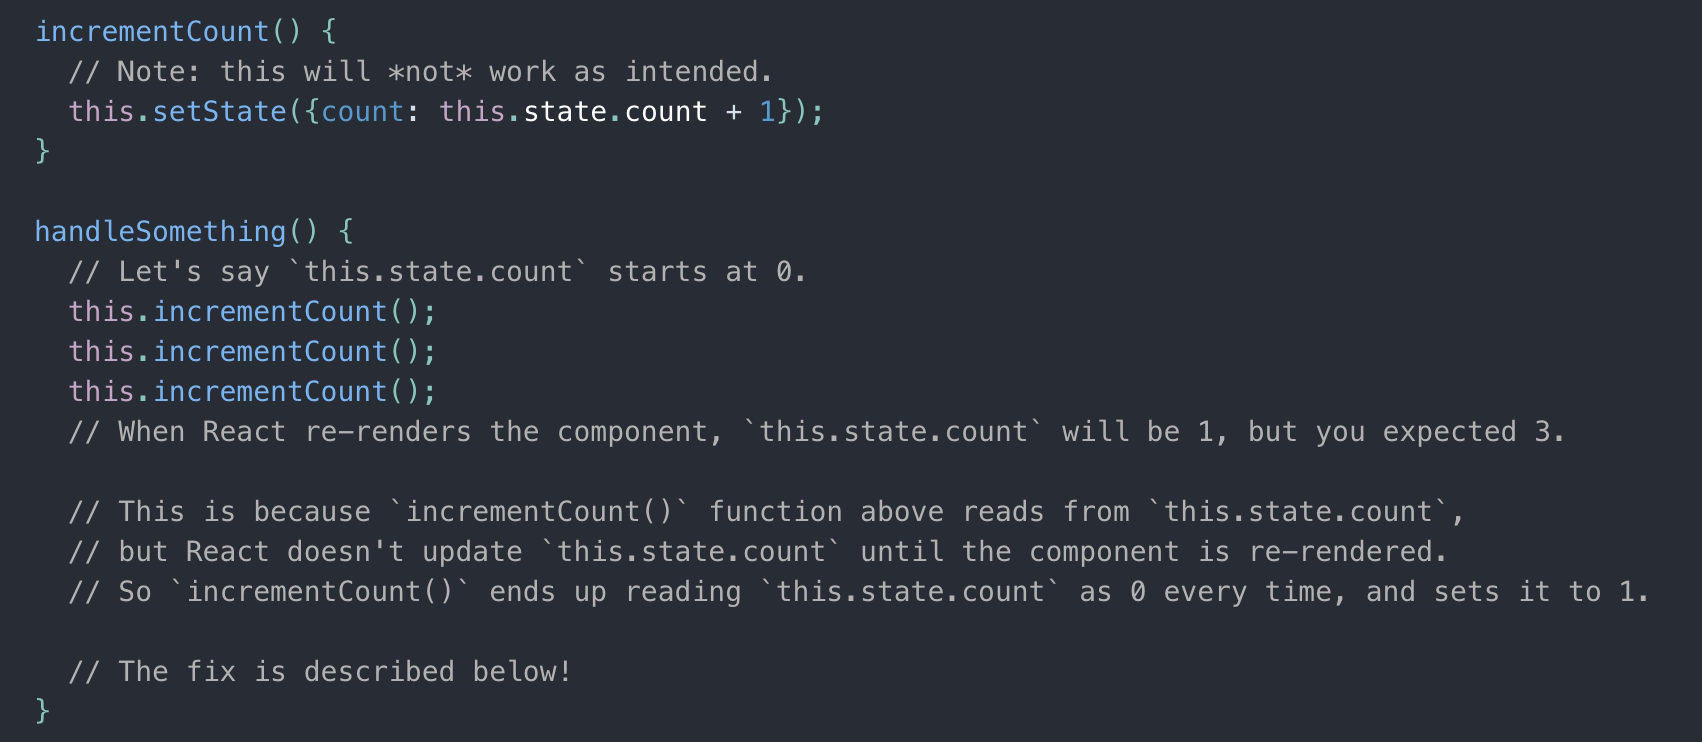 incrementCount() {
  // Note: this will *not* work as intended.
  this.setState({count: this.state.count + 1});
}

handleSomething() {
  // Let's say `this.state.count` starts at 0.
  this.incrementCount();
  this.incrementCount();
  this.incrementCount();
  // When React re-renders the component, `this.state.count` will be 1, but you expected 3.

  // This is because `incrementCount()` function above reads from `this.state.count`,
  // but React doesn't update `this.state.count` until the component is re-rendered.
  // So `incrementCount()` ends up reading `this.state.count` as 0 every time, and sets it to 1.

  // The fix is described below!
}